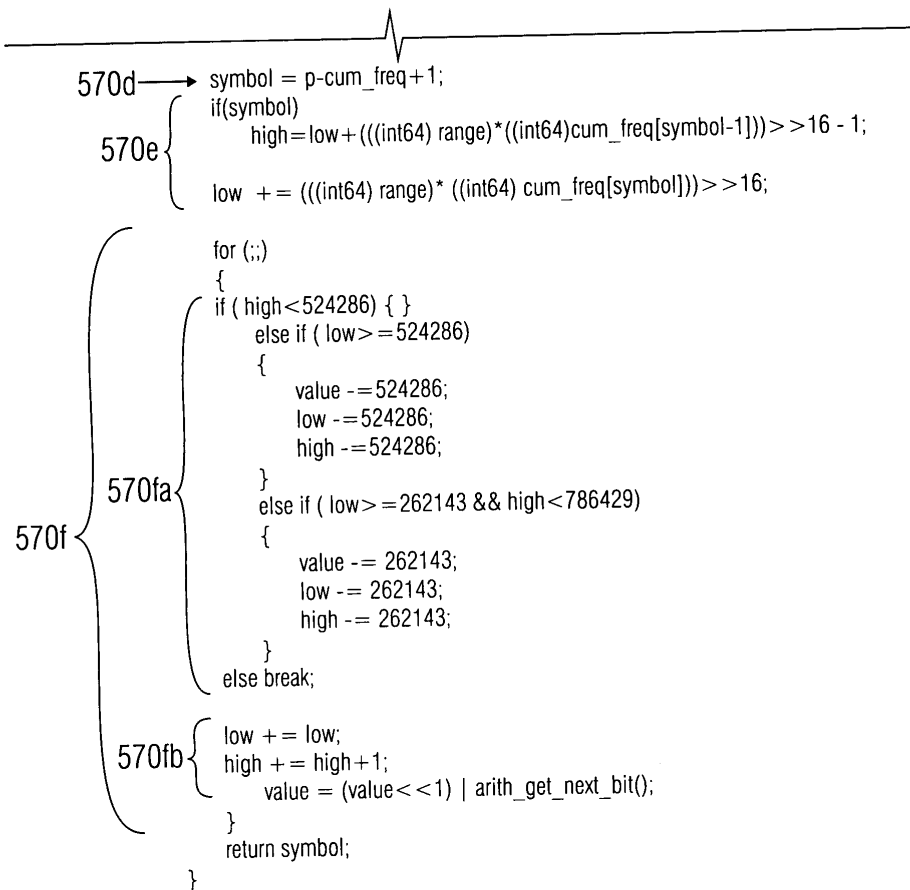 570d symbol = p-cum_freq+1;
if(symbol)
570e high=low+(((int64) range)*((int64)cum_freq[symbol-1]))>>16 - 1;
low += (((int64) range)* ((int64) cum_freq[symbol]))>>16;
for (;;)
{
if ( high<524286) { }
else if ( low>=524286)
{
value -=524286;
low -=524286;
high -=524286;
}
570fa
else if ( low>=262143 && high<786429)
570f
{
value -= 262143;
low -= 262143;
high -= 262143;
}
else break;
low += low;
570fb high += high+1;
value = (value<<1) | arith_get_next_bit();
}
return symbol;
}